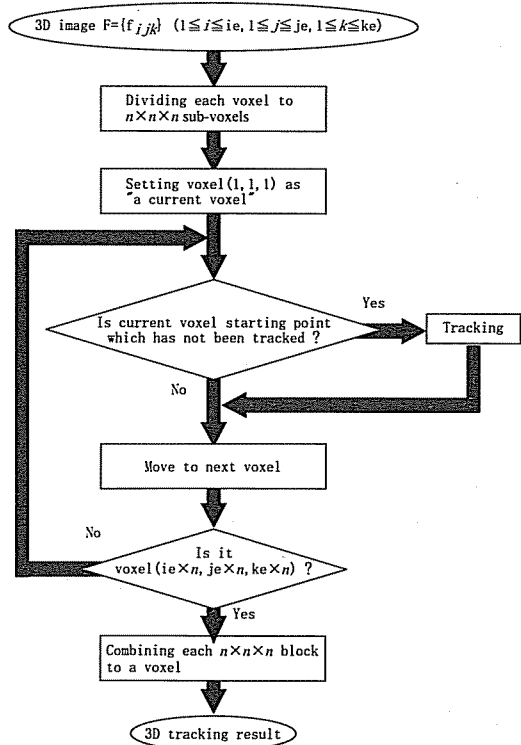 3D image F={f_ijk} (1≦i≦ie, 1≦j≦je, 1≦k≦ke)
Dividing each voxel to
n×n×n sub-voxels
Setting voxel(1,1,1) as
"a current voxel"
Is current voxel starting point
which has not been tracked ?
Yes
Tracking
No
Move to next voxel
No
Is it
voxel(ie×n, je×n, ke×n) ?
Yes
Combining each n×n×n block
to a voxel
3D tracking result